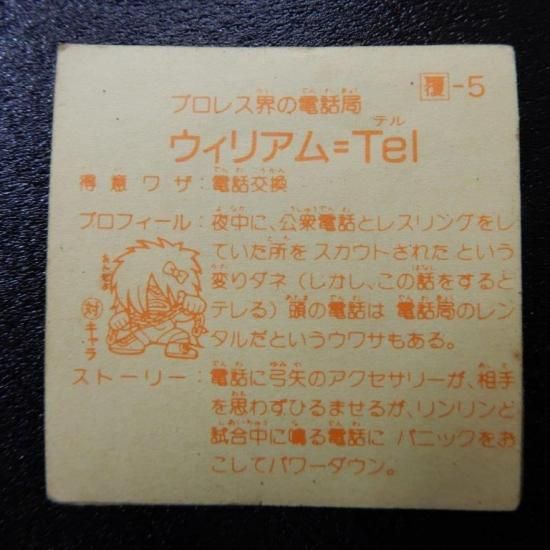 覆-5
プロレス界の電話局
ウィリアム=Tel
テル
得意ワザ:電話交換
プロフィール:夜中に、公衆電話とレスリングをし
ていた所をスカウトされたという
変りダネ(しかし、この話をすると
テレる)頭の電話は電話局のレン
タルだというウワサもある。
対キャラ
ストーリー:電話に弓矢のアクセサリーが、相手
を思わずひるませるが、リンリンと
試合中に鳴る電話にパニックをお
こしてパワーダウン。